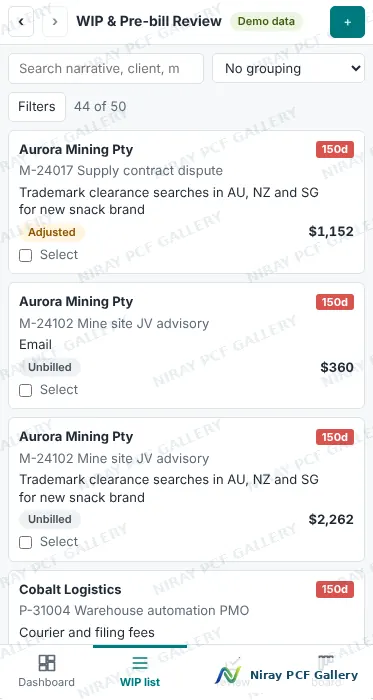 ‹ › WIP & Pre-bill Review Demo data +
Search narrative, client, m No grouping
Filters 44 of 50
Aurora Mining Pty 150d
M-24017 Supply contract dispute
Trademark clearance searches in AU, NZ and SG
for new snack brand
Adjusted $1,152
Select
Aurora Mining Pty 150d
M-24102 Mine site JV advisory
Email
Unbilled $360
Select
Aurora Mining Pty 150d
M-24102 Mine site JV advisory
Trademark clearance searches in AU, NZ and SG
for new snack brand
Unbilled $2,262
Select
Cobalt Logistics 150d
P-31004 Warehouse automation PMO
Courier and filing fees
Dashboard WIP list Niray PCF Gallery
NIRAY PCF GALLERY